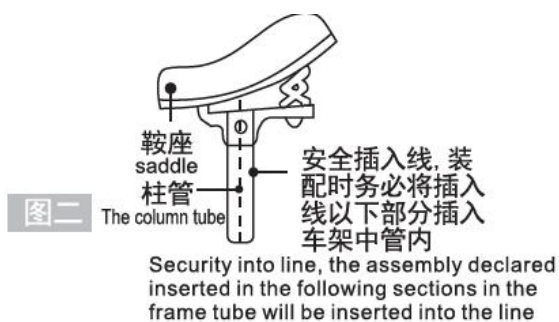 鞍座
saddle
柱管
The column tube
图二
安全插入线, 装
配时务必将插入
线以下部分插入
车架中管内
Security into line, the assembly declared
inserted in the following sections in the
frame tube will be inserted into the line